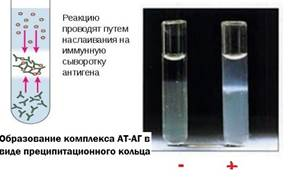 Реакцию
проводят путем
наслаивания на
иммунную
сыворотку
антигена
Образование комплекса АТ-АГ в
виде преципитационного кольца
- +